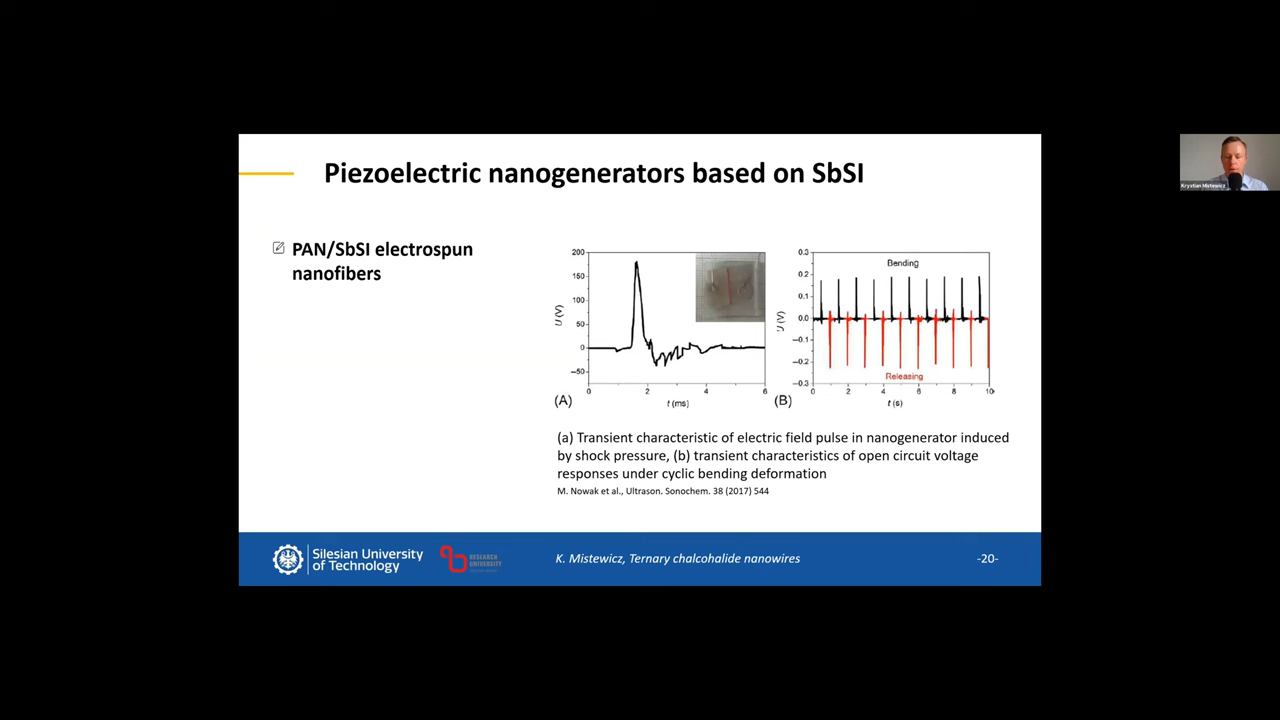 Piezoelectric nanogenerators based on SbSI
PAN/SbSI electrospun
nanofibers
200
150
100
50
0
−50
U (V)
0
2
4
6
t (ms)
(A)
0.3
0.2
0.1
0.0
−0.1
−0.2
−0.3
U (V)
Bending
Releasing
0
2
4
6
8
10
t (s)
(B)
(a) Transient characteristic of electric field pulse in nanogenerator induced
by shock pressure, (b) transient characteristics of open circuit voltage
responses under cyclic bending deformation
M. Nowak et al., Ultrason. Sonochem. 38 (2017) 544
Silesian University
of Technology
RESEARCH
UNIVERSITY
K. Mistewicz, Ternary chalcohalide nanowires
-20-
Krystian Mistewicz